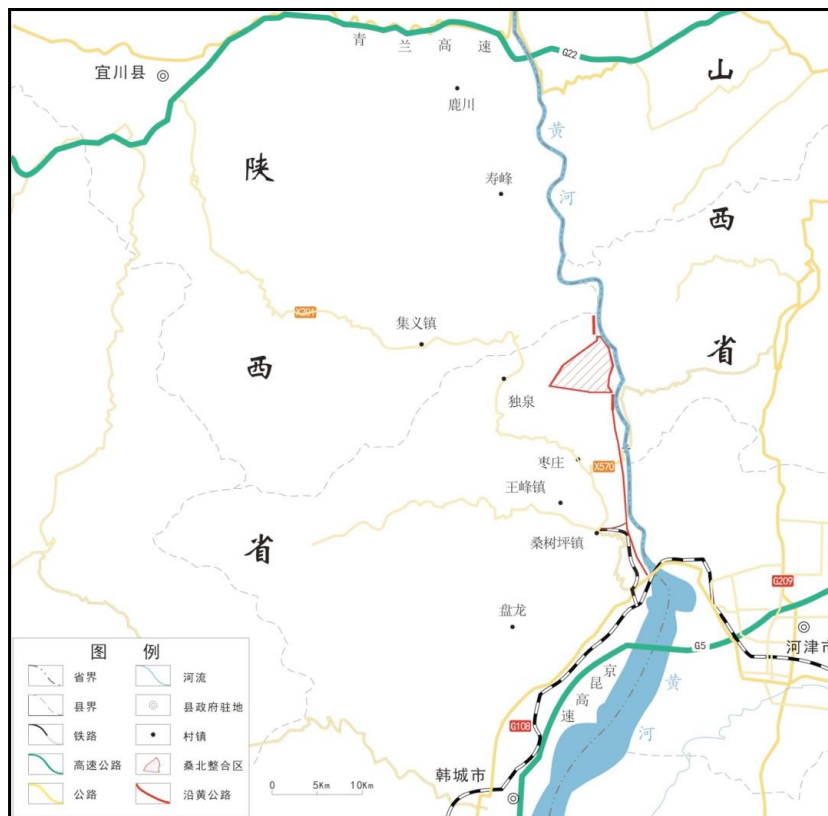 青兰高速
G22
宜川县
山
鹿川
黄
陕
寿峰
河
西
X201
集义镇
省
西
独泉
枣庄
X570
王峰镇
省
桑树坪镇
G209
盘龙
河津市
G5
京昆高速
黄
河
G108
韩城市
图 例
省界
河流
县界
县政府驻地
铁路
村镇
高速公路
桑北整合区
公路
沿黄公路
0 5Km 10Km